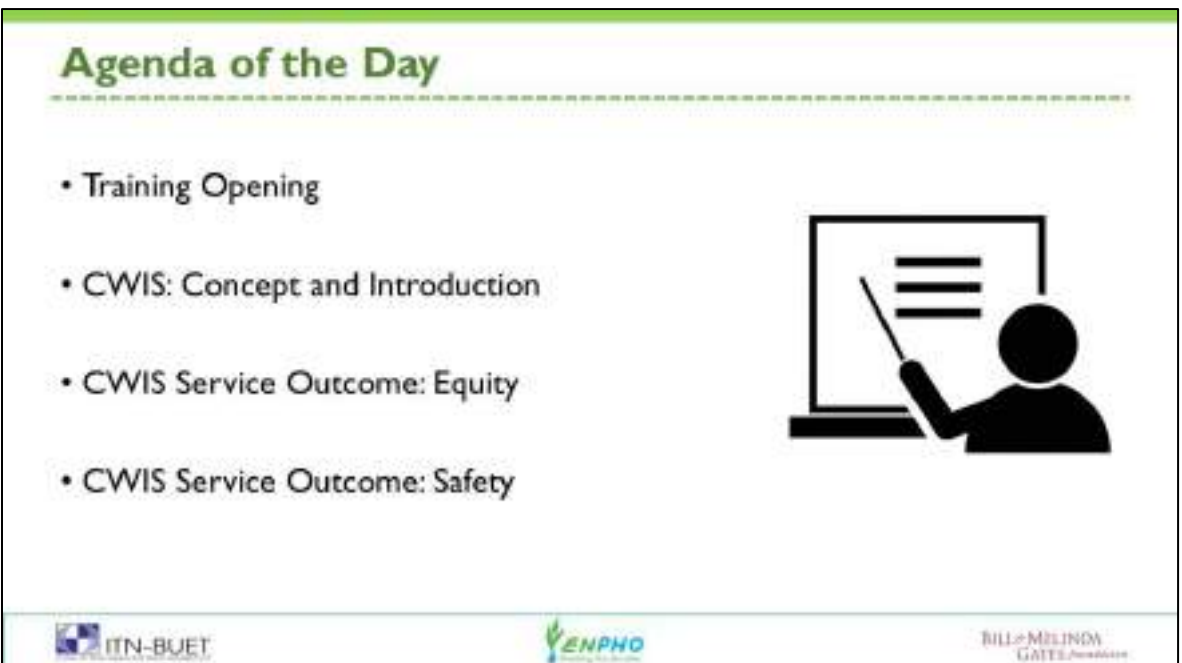 Agenda of the Day
• Training Opening
• CWIS: Concept and Introduction
• CWIS Service Outcome: Equity
• CWIS Service Outcome: Safety
ITN-BUET
ENPHO
BILL & MELINDA
GATES foundation